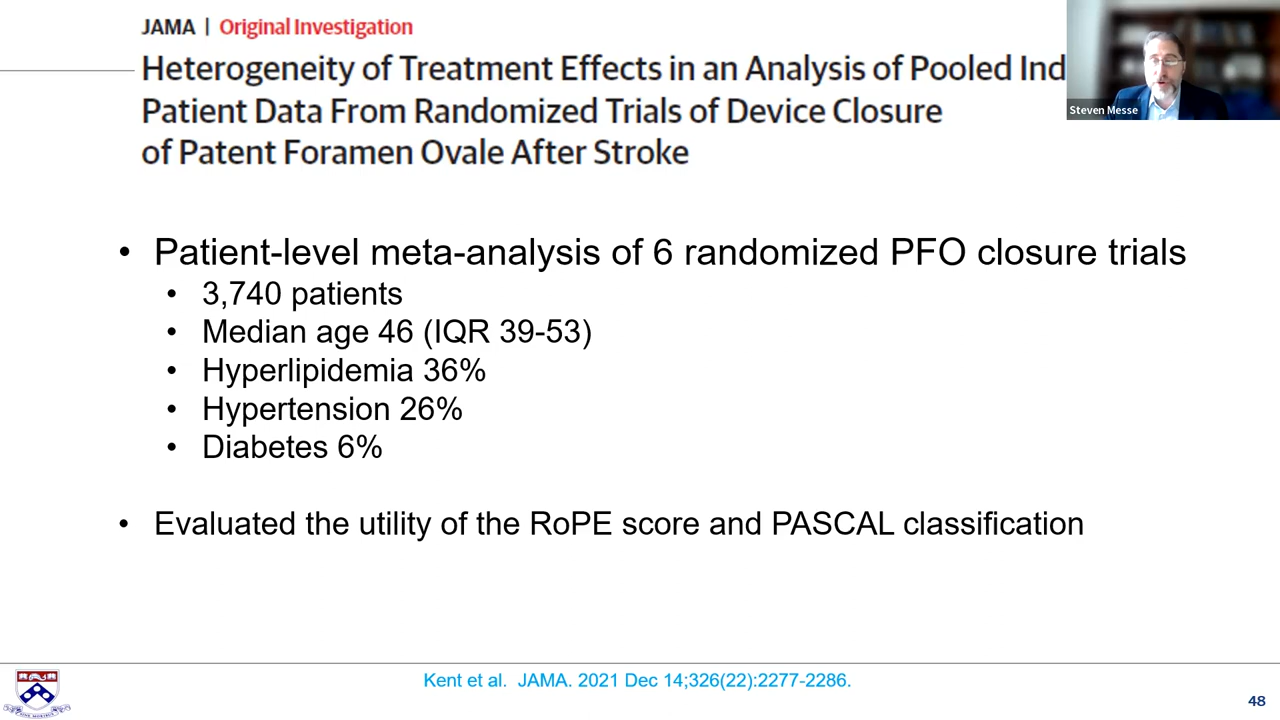 JAMA | Original Investigation
Heterogeneity of Treatment Effects in an Analysis of Pooled Ind
Patient Data From Randomized Trials of Device Closure
of Patent Foramen Ovale After Stroke
Steven Messe
• Patient-level meta-analysis of 6 randomized PFO closure trials
• 3,740 patients
• Median age 46 (IQR 39-53)
• Hyperlipidemia 36%
• Hypertension 26%
• Diabetes 6%
• Evaluated the utility of the RoPE score and PASCAL classification
Kent et al. JAMA. 2021 Dec 14;326(22):2277-2286.
48